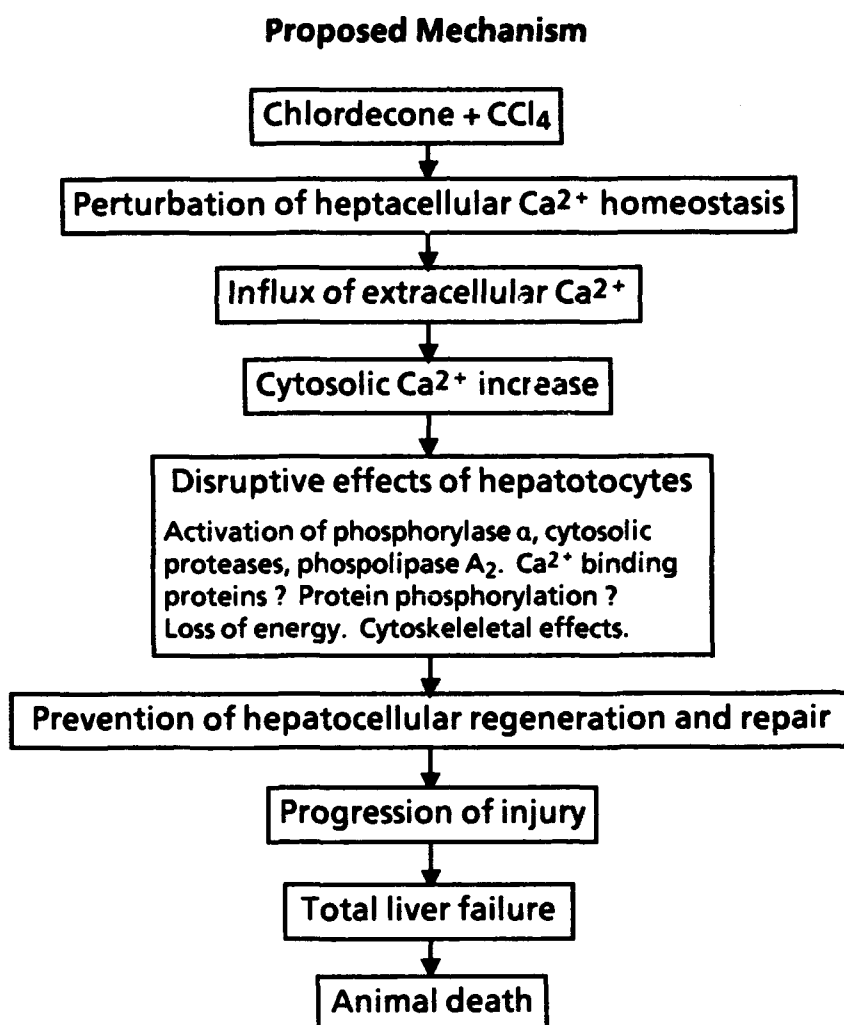 Proposed Mechanism
Chlordecone + CCl₄
Perturbation of heptacellular Ca²⁺ homeostasis
Influx of extracellular Ca²⁺
Cytosolic Ca²⁺ increase
Disruptive effects of hepatotocytes
Activation of phosphorylase α, cytosolic
proteases, phospolipase A₂. Ca²⁺ binding
proteins ? Protein phosphorylation ?
Loss of energy. Cytoskeleletal effects.
Prevention of hepatocellular regeneration and repair
Progression of injury
Total liver failure
Animal death